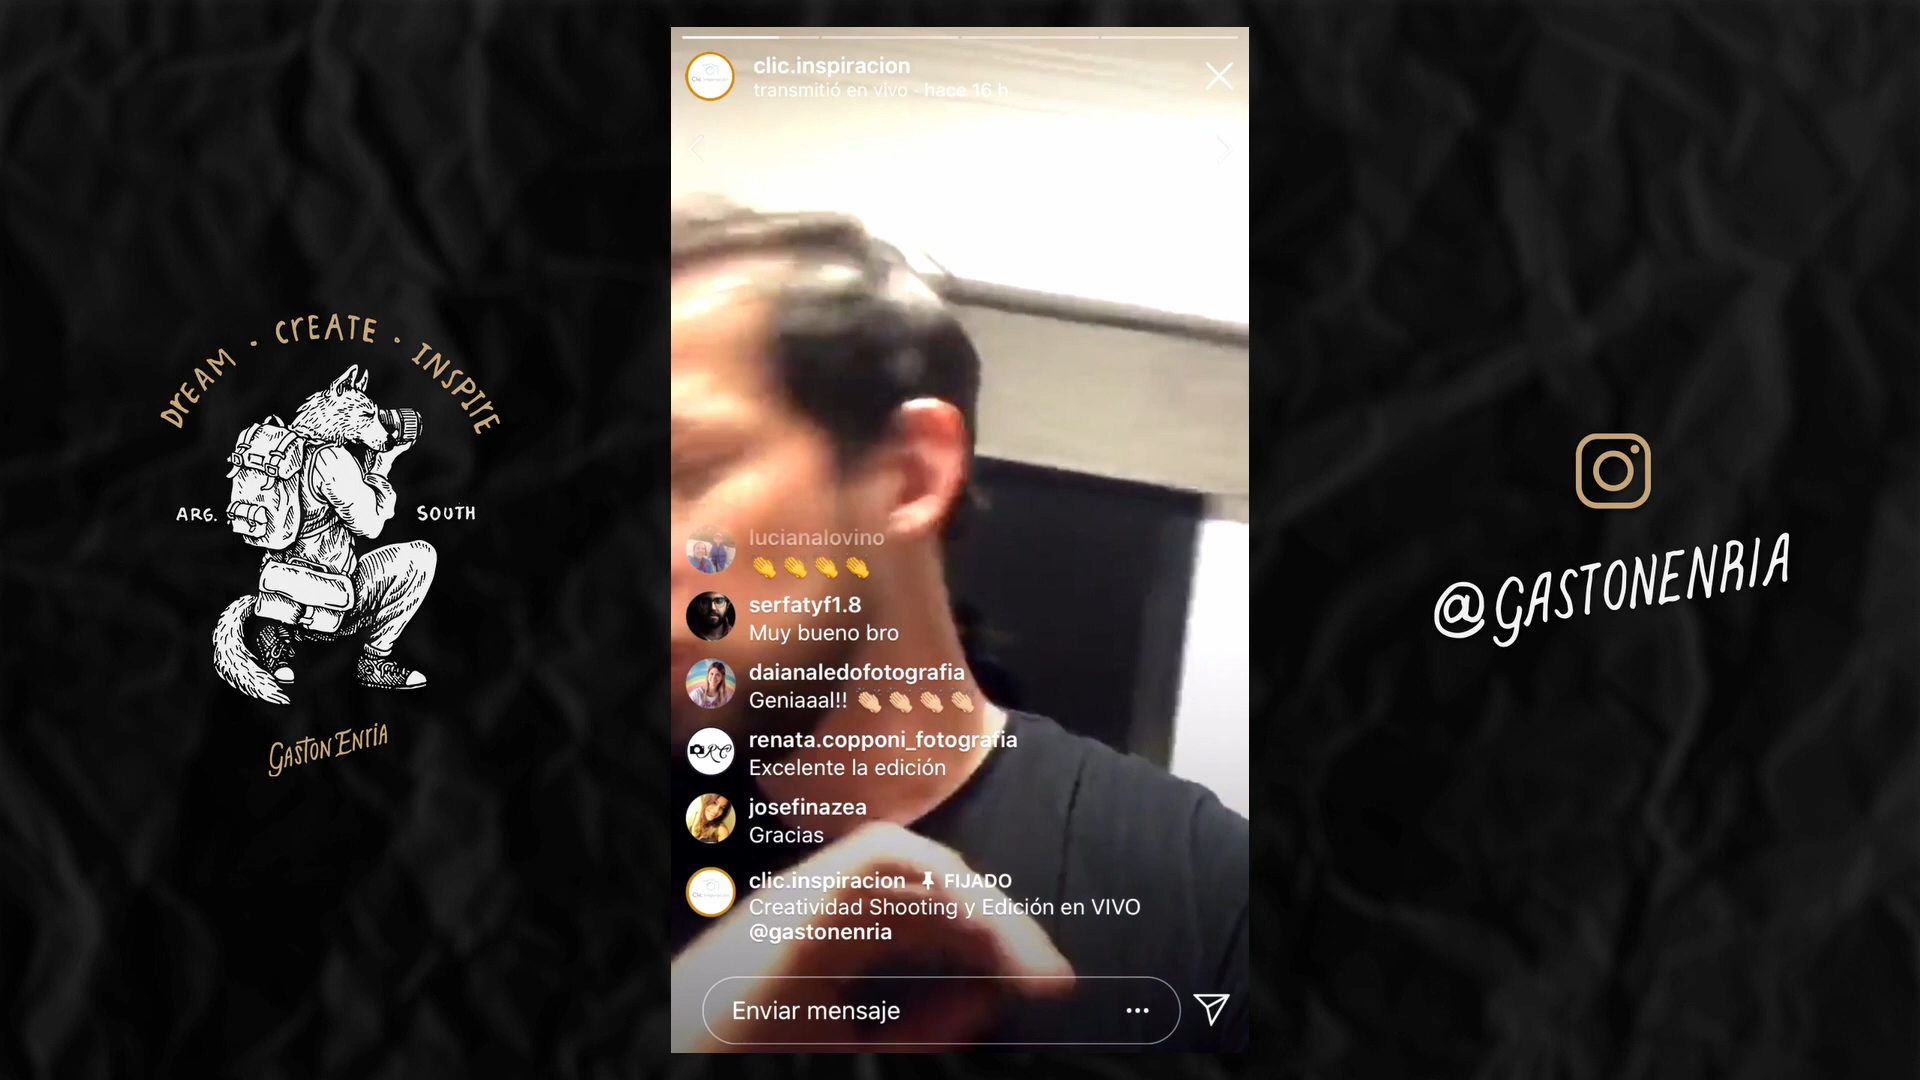 DREAM · CREATE · INSPIRE
ARG. SOUTH
GASTON ENRIA
clic.inspiracion
transmitió en vivo · hace 16 h
lucianalovino
👏👏👏👏
serfatyf1.8
Muy bueno bro
daianaledofotografia
Geniaaal!! 👏🏻👏🏻👏🏻👏🏻
renata.copponi_fotografia
Excelente la edición
josefinazea
Gracias
clic.inspiracion FIJADO
Creatividad Shooting y Edición en VIVO
@gastonenria
Enviar mensaje
@GASTONENRIA